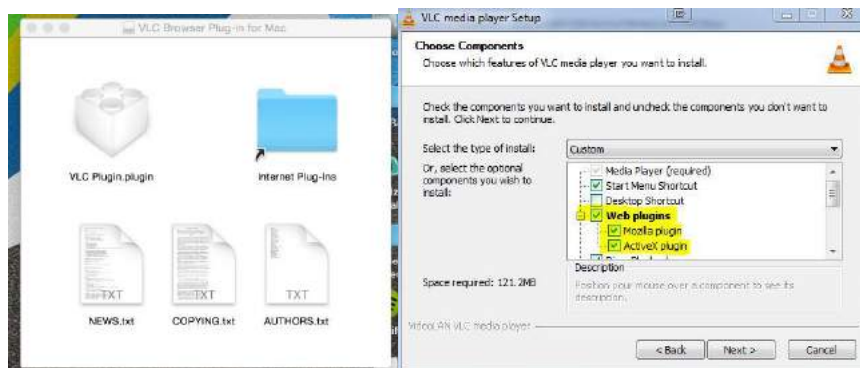 VLC Browser Plug-in for Mac
VLC Plugin.plugin
Internet Plug-Ins
TXT
TXT
TXT
NEWS.txt
COPYING.txt
AUTHORS.txt
VLC media player Setup
Choose Components
Choose which features of VLC media player you want to install.
Check the components you want to install and uncheck the components you don't want to
install. Click Next to continue.
Select the type of install:
Custom
Or, select the optional
components you wish to
install:
Media Player (required)
Start Menu Shortcut
Desktop Shortcut
Web plugins
Mozilla plugin
ActiveX plugin
Space required: 121.2MB
Description
Position your mouse over a component to see its
description.
VideoLAN VLC media player
< Back
Next >
Cancel